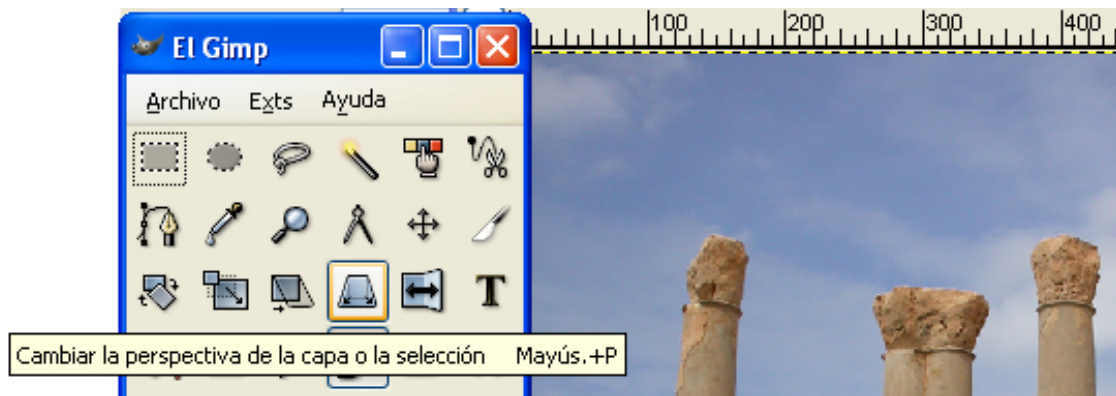 100 200 300 400
El Gimp
Archivo Exts Ayuda
T
Cambiar la perspectiva de la capa o la selección Mayús.+P